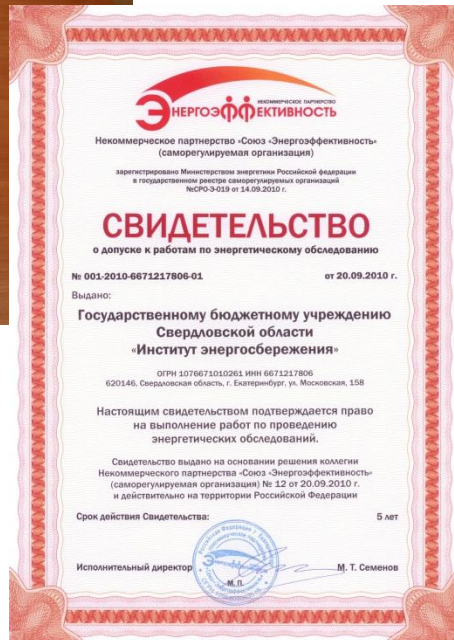 НЕКОММЕРЧЕСКОЕ ПАРТНЕРСТВО
ЭНЕРГОЭФФЕКТИВНОСТЬ
Некоммерческое партнерство «Союз «Энергоэффективность»
(саморегулируемая организация)
зарегистрировано Министерством энергетики Российской федерации
в государственном реестре саморегулируемых организаций
№СРО-Э-019 от 14.09.2010 г.
СВИДЕТЕЛЬСТВО
о допуске к работам по энергетическому обследованию
№ 001-2010-6671217806-01 от 20.09.2010 г.
Выдано:
Государственному бюджетному учреждению
Свердловской области
«Институт энергосбережения»
ОГРН 1076671010261 ИНН 6671217806
620146, Свердловская область, г. Екатеринбург, ул. Московская, 158
Настоящим свидетельством подтверждается право
на выполнение работ по проведению
энергетических обследований.
Свидетельство выдано на основании решения коллегии
Некоммерческого партнерства «Союз «Энергоэффективность»
(саморегулируемая организация) № 12 от 20.09.2010 г.
и действительно на территории Российской Федерации
Срок действия Свидетельства: 5 лет
Исполнительный директор М. Т. Семенов
М. П.